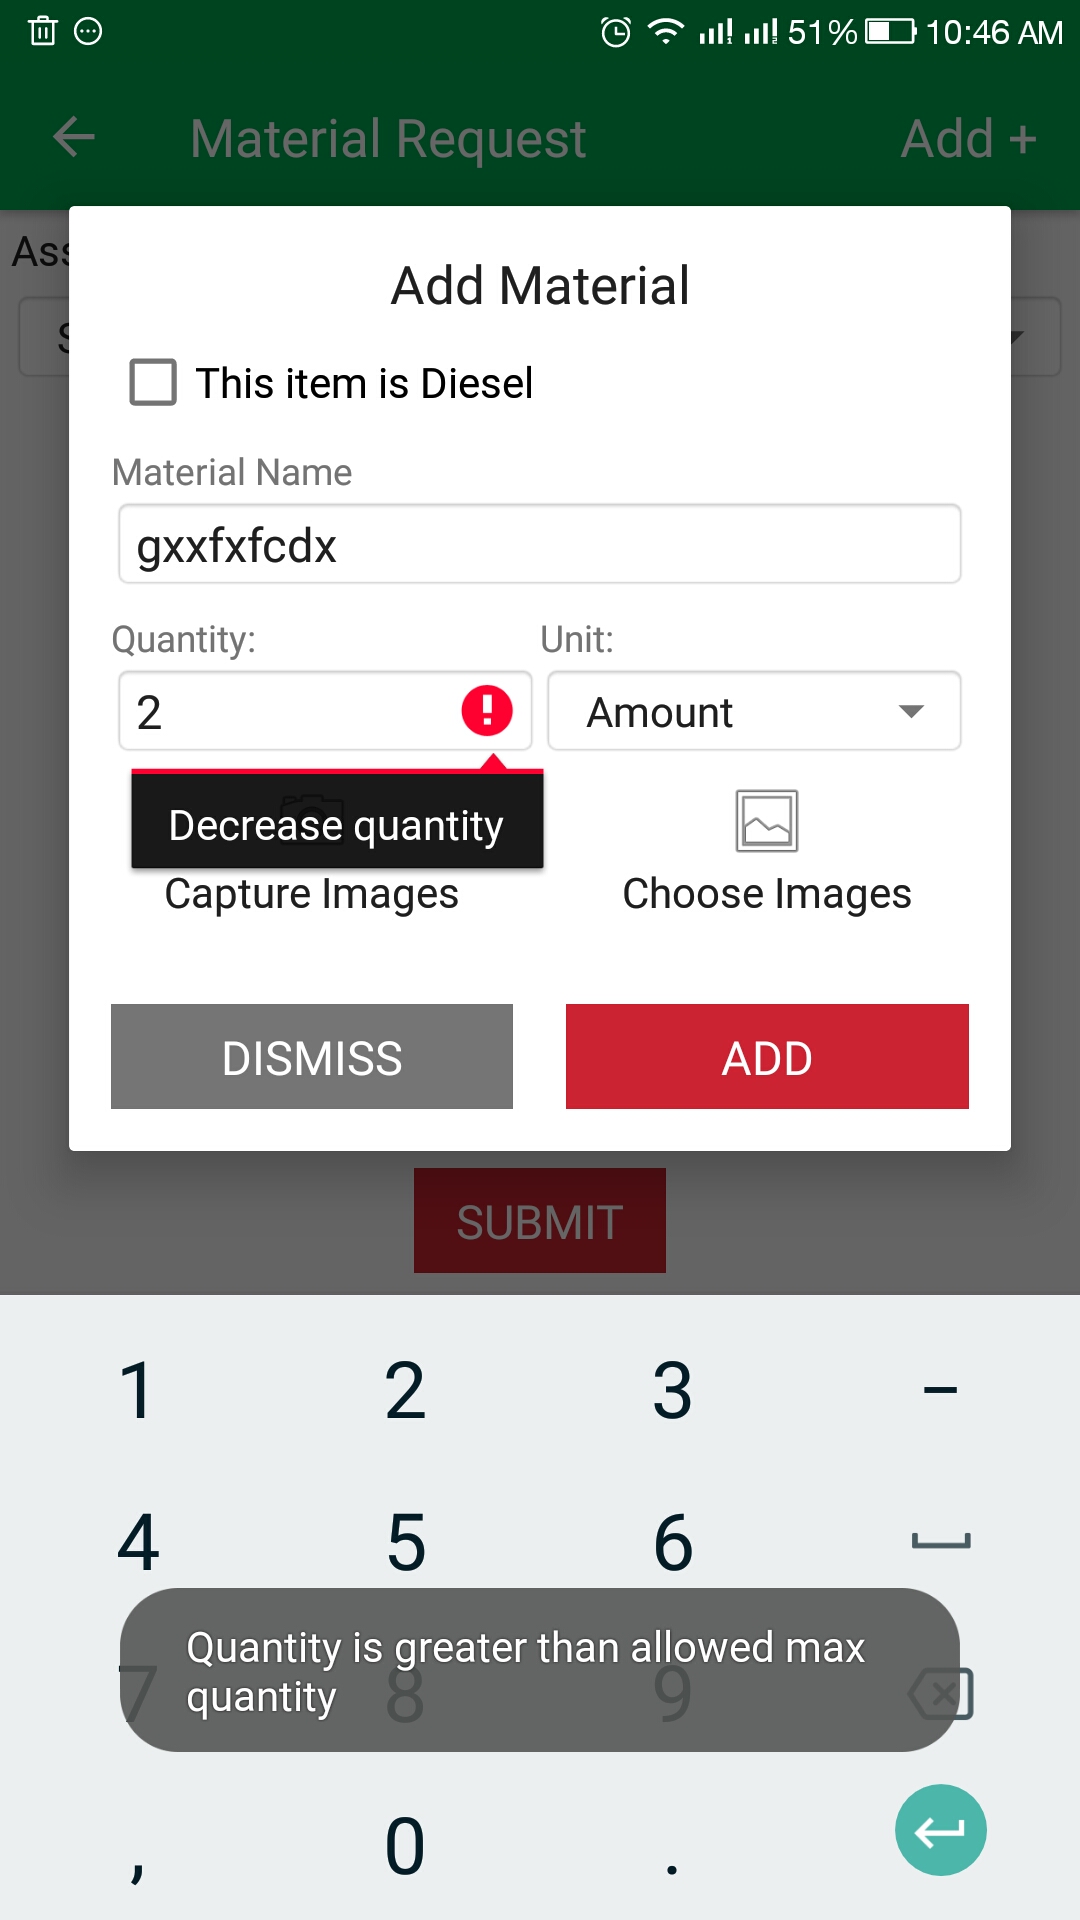 51% 10:46 AM
Material Request Add +
Ass
Add Material
This item is Diesel
Material Name
gxxfxfcdx
Quantity: Unit:
2 Amount
Decrease quantity
Capture Images Choose Images
DISMISS ADD
SUBMIT
1 2 3 –
4 5 6
Quantity is greater than allowed max
quantity
7 8 9
, 0 .